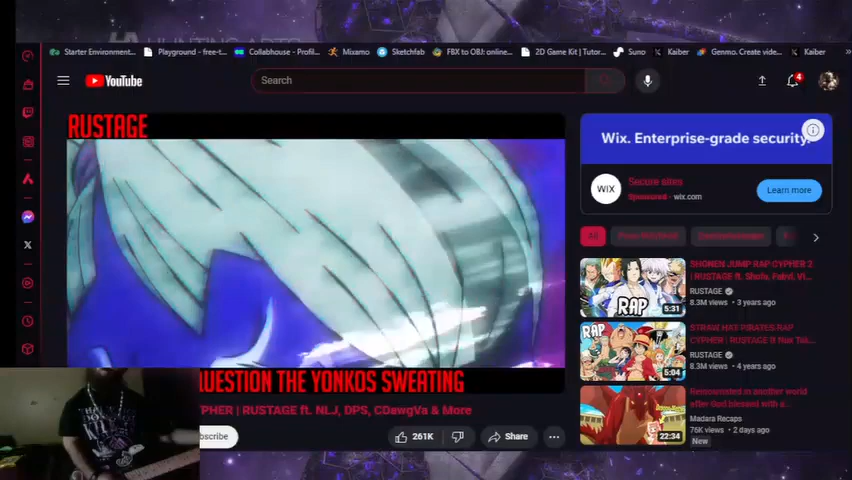 Starter Environment...
Playground - free-t...
Collabhouse - Profil...
Mixamo
Sketchfab
FBX to OBJ: online...
2D Game Kit | Tutor...
Suno
Kaiber
Genmo. Create vide...
Kaiber
»
YouTube
Search
4
RUSTAGE
UESTION THE YONKOS SWEATING
YPHER | RUSTAGE ft. NLJ, DPS, CDawgVa & More
bscribe
261K
Share
...
Wix. Enterprise-grade security.
WIX
Secure sites
Sponsored · wix.com
Learn more
All
SHONEN JUMP RAP CYPHER 2
| RUSTAGE ft. Shofu, Fabvl, Vi...
RUSTAGE
8.3M views • 3 years ago
RAP
5:31
STRAW HAT PIRATES RAP
CYPHER | RUSTAGE ft Nux Tak...
RUSTAGE
8.3M views • 4 years ago
RAP
5:04
Reincarnated in another world
after God blessed with a...
Madara Recaps
76K views • 2 days ago
New
22:34